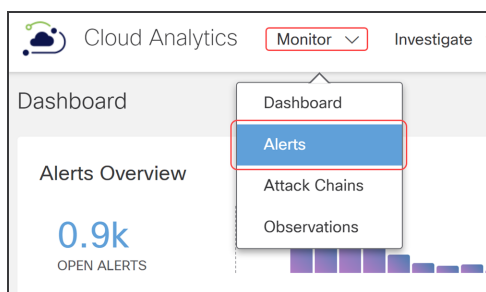 Cloud Analytics Monitor Investigate
Dashboard
Dashboard
Alerts
Attack Chains
Observations
Alerts Overview
0.9k
OPEN ALERTS